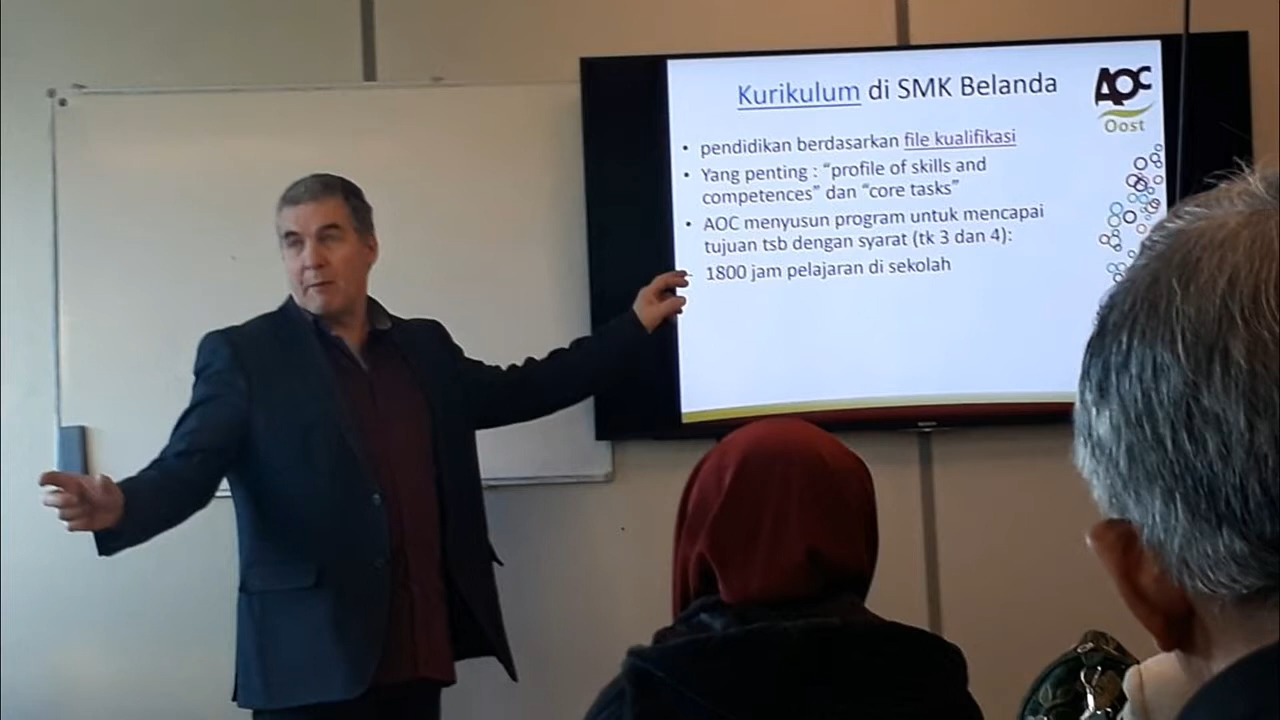 Kurikulum di SMK Belanda
AOC
Oost
• pendidikan berdasarkan file kualifikasi
• Yang penting : “profile of skills and
competences” dan “core tasks”
• AOC menyusun program untuk mencapai
tujuan tsb dengan syarat (tk 3 dan 4):
- 1800 jam pelajaran di sekolah